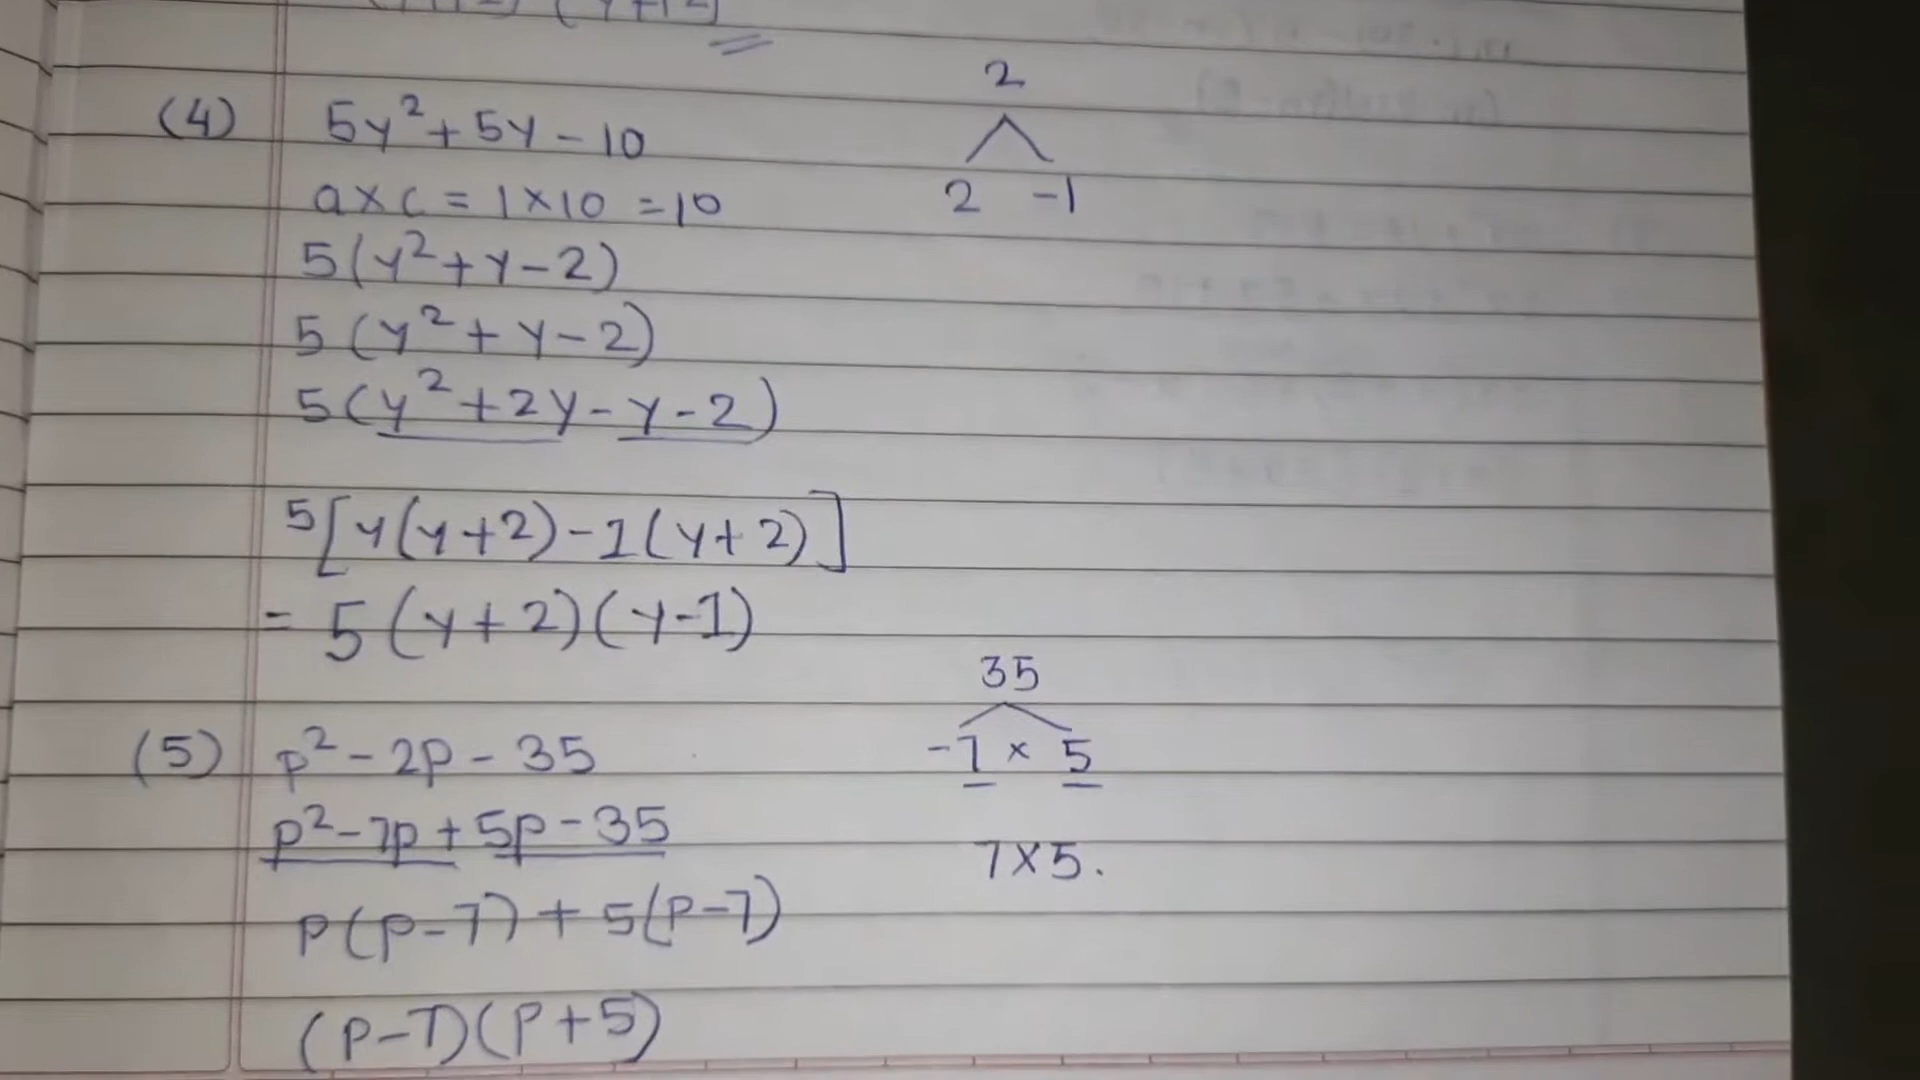 (4) 5y² + 5y - 10
2
2 -1
a × c = 1 × 10 = 10
5(y² + y - 2)
5(y² + y - 2)
5(y² + 2y - y - 2)
5[y(y + 2) - 1(y + 2)]
= 5(y + 2)(y - 1)
(5) p² - 2p - 35
35
-7 × 5
p² - 7p + 5p - 35
7 × 5.
p(p - 7) + 5(p - 7)
(p - 7)(p + 5)